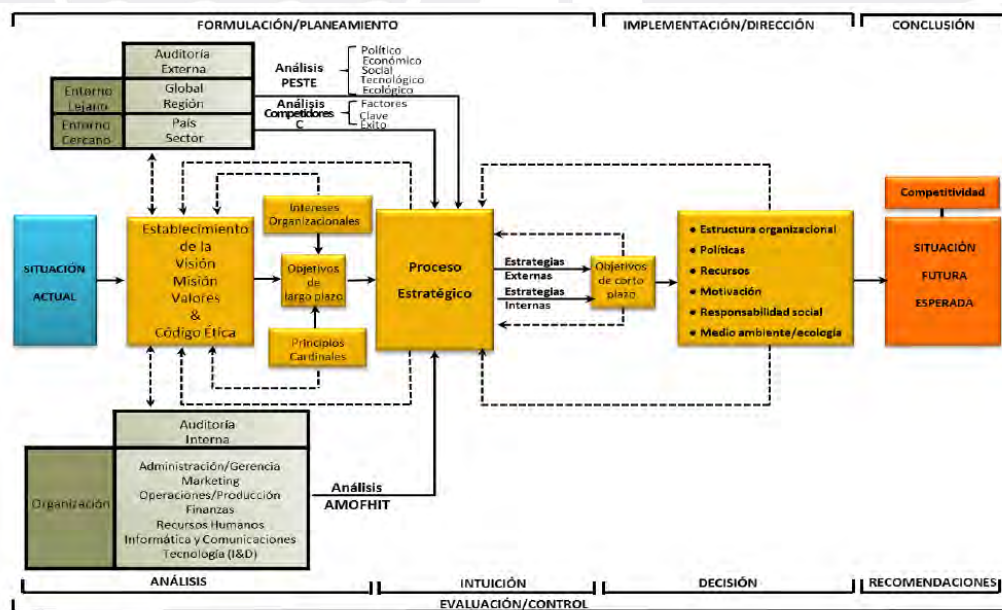 FORMULACIÓN/PLANEAMIENTO
IMPLEMENTACIÓN/DIRECCIÓN
CONCLUSIÓN
Auditoría
Externa
Entorno
Lejano
Global
Región
Entorno
Cercano
País
Sector
Análisis
PESTE
Político
Económico
Social
Tecnológico
Ecológico
Análisis
Competidores
C
Factores
Clave
Exito
SITUACIÓN
ACTUAL
Establecimiento
de la
Visión
Misión
Valores
&
Código Ética
Intereses
Organizacionales
Objetivos
de
largo plazo
Principios
Cardinales
Proceso
Estratégico
Estrategias
Externas
Estrategias
Internas
Objetivos
de corto
plazo
● Estructura organizacional
● Políticas
● Recursos
● Motivación
● Responsabilidad social
● Medio ambiente/ecología
Competitividad
SITUACIÓN
FUTURA
ESPERADA
Auditoría
Interna
Organización
Administración/Gerencia
Marketing
Operaciones/Producción
Finanzas
Recursos Humanos
Informática y Comunicaciones
Tecnología (I&D)
Análisis
AMOFHIT
ANÁLISIS
INTUICIÓN
DECISIÓN
RECOMENDACIONES
EVALUACIÓN/CONTROL